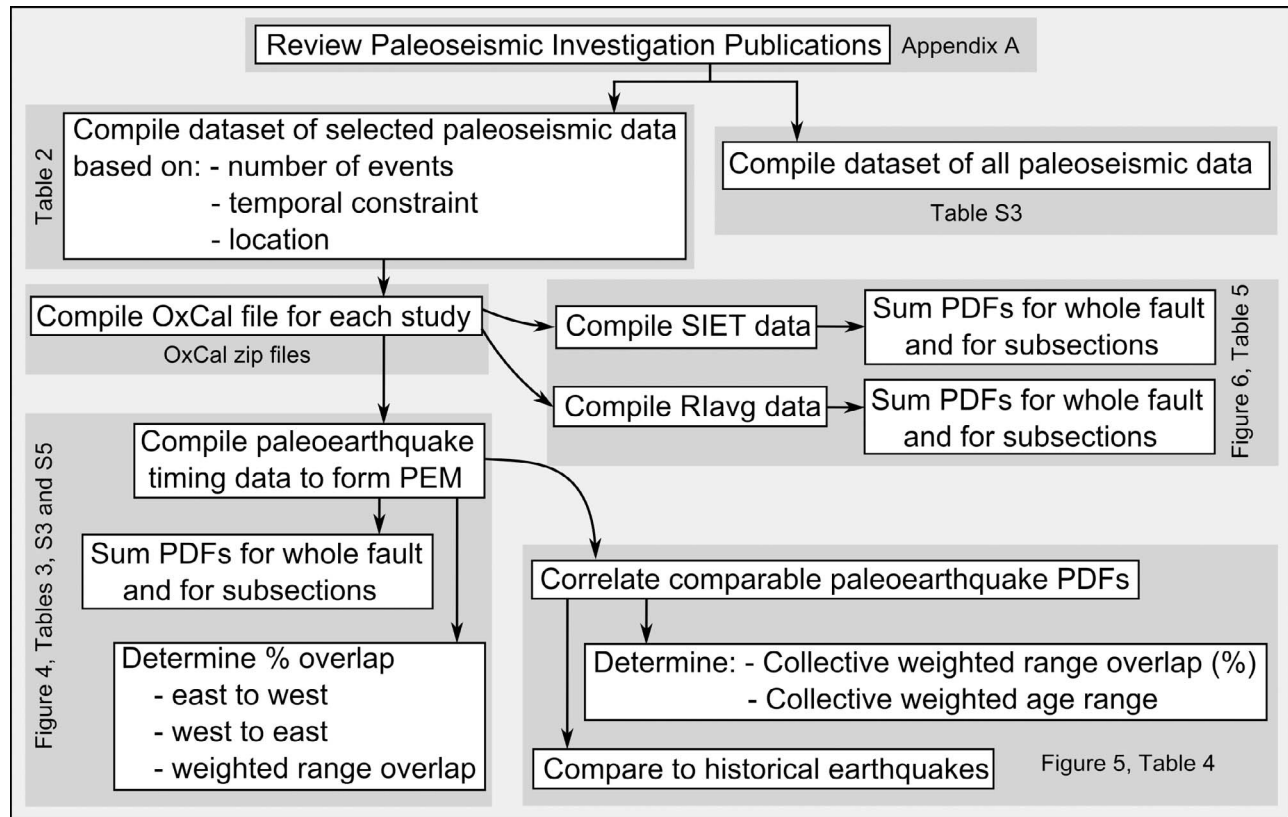 Review Paleoseismic Investigation Publications
Appendix A
Table 2
Compile dataset of selected paleoseismic data
based on: - number of events
- temporal constraint
- location
Compile dataset of all paleoseismic data
Table S3
Compile OxCal file for each study
OxCal zip files
Compile SIET data
Sum PDFs for whole fault
and for subsections
Compile RIavg data
Sum PDFs for whole fault
and for subsections
Figure 6, Table 5
Figure 4, Tables 3, S3 and S5
Compile paleoearthquake
timing data to form PEM
Sum PDFs for whole fault
and for subsections
Determine % overlap
- east to west
- west to east
- weighted range overlap
Correlate comparable paleoearthquake PDFs
Determine: - Collective weighted range overlap (%)
- Collective weighted age range
Compare to historical earthquakes
Figure 5, Table 4